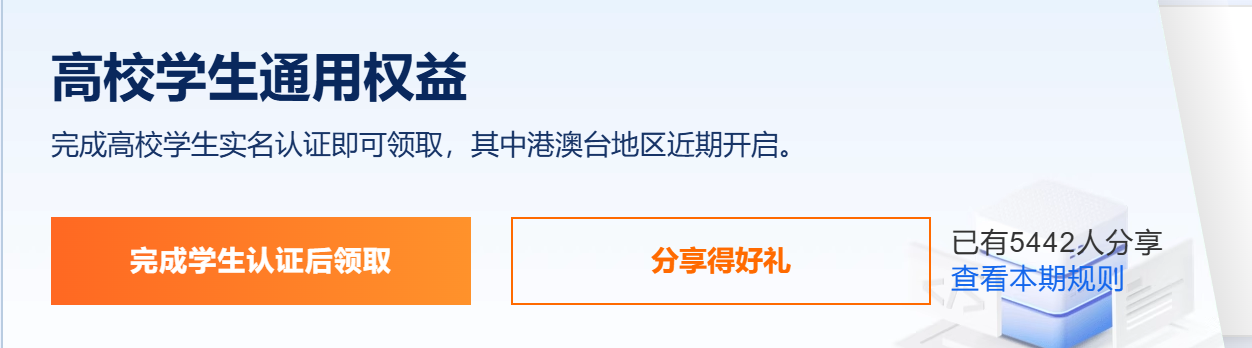 高校学生通用权益
完成高校学生实名认证即可领取，其中港澳台地区近期开启。
完成学生认证后领取
分享得好礼
已有5442人分享
查看本期规则